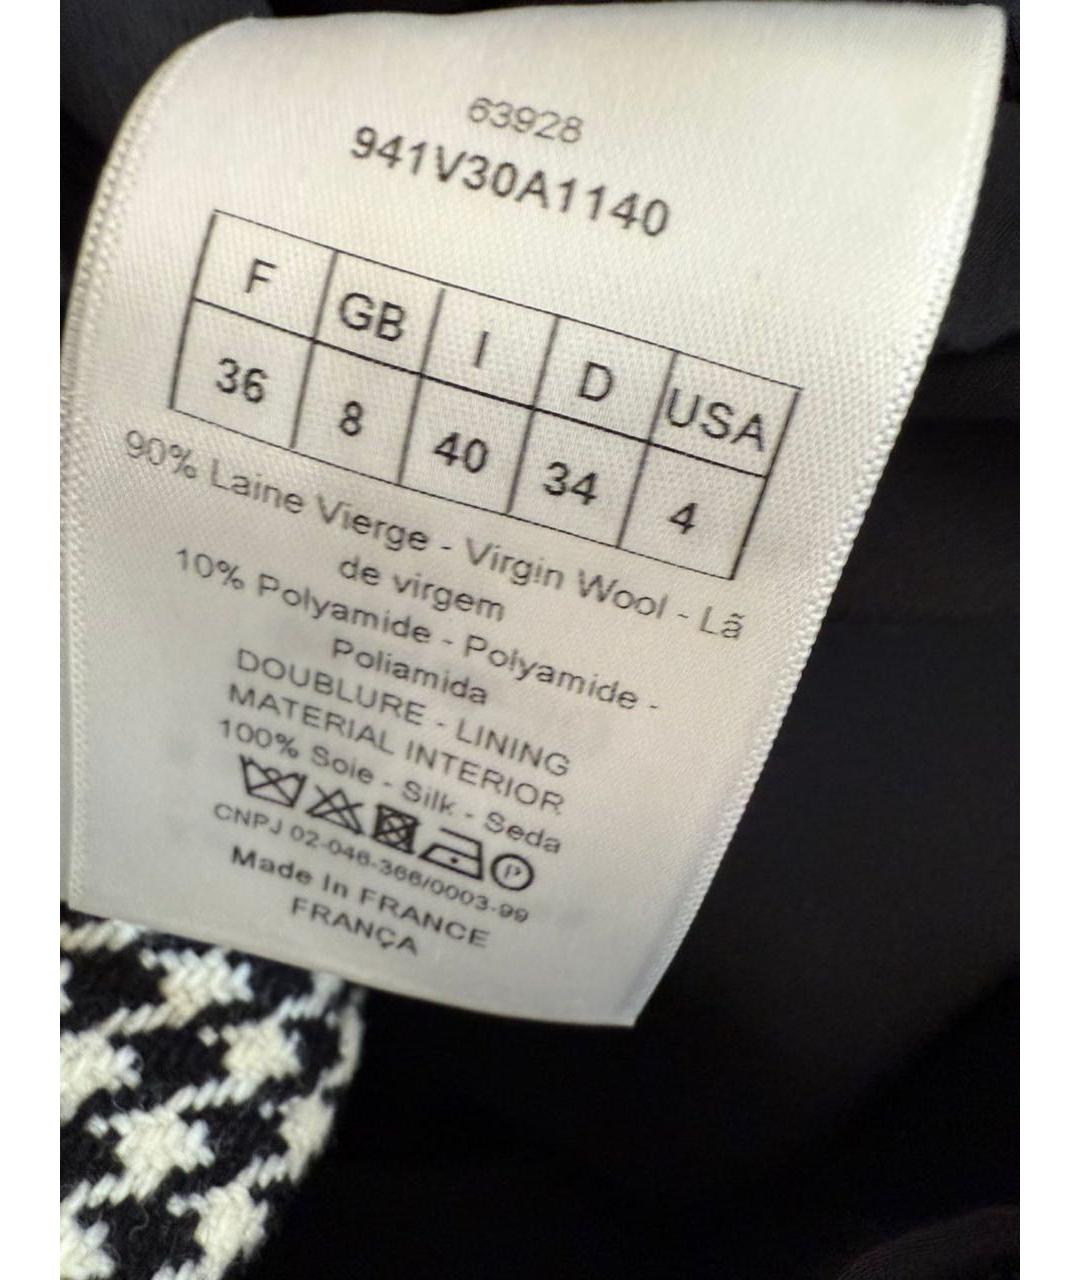 63928
941V30A1140
F GB I D USA
36 8 40 34 4
90% Laine Vierge - Virgin Wool - Lã
de virgem
10% Polyamide - Polyamide -
Poliamida
DOUBLURE - LINING
MATERIAL INTERIOR
100% Soie - Silk - Seda
P
CNPJ 02-046-366/0003-99
Made In FRANCE
FRANÇA